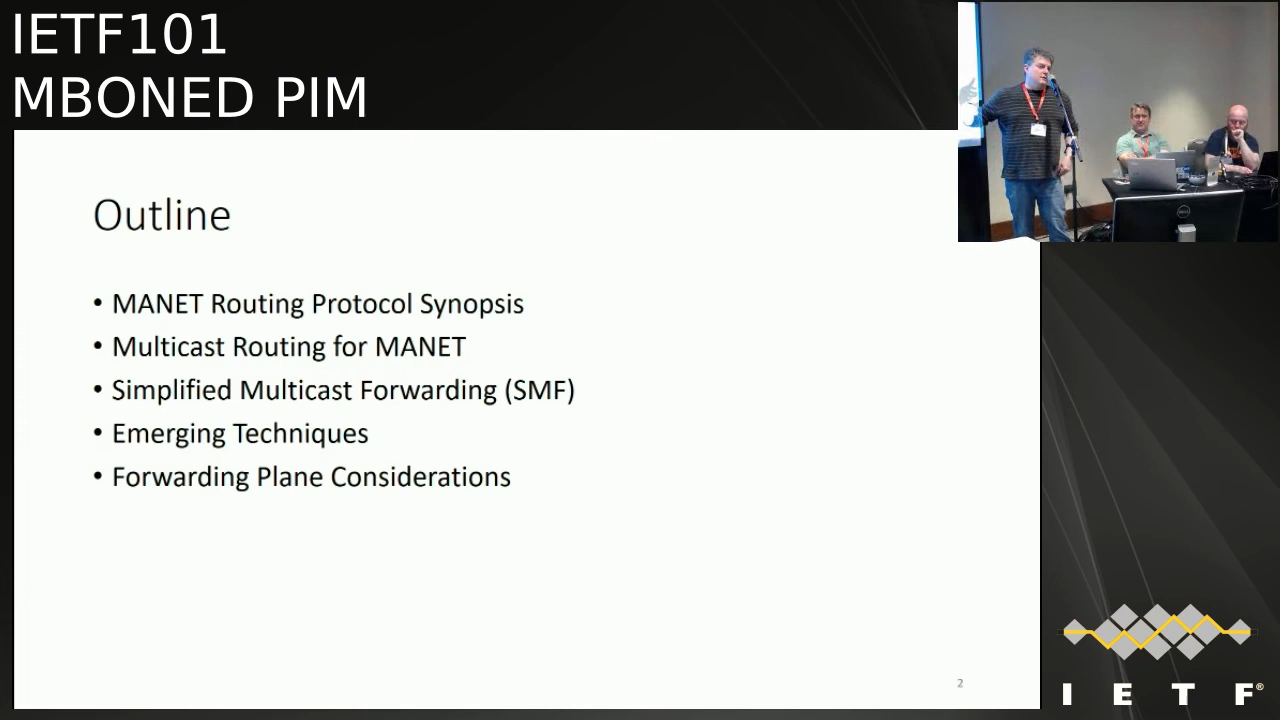 IETF101
MBONED PIM
Outline
• MANET Routing Protocol Synopsis
• Multicast Routing for MANET
• Simplified Multicast Forwarding (SMF)
• Emerging Techniques
• Forwarding Plane Considerations
2
I E T F®